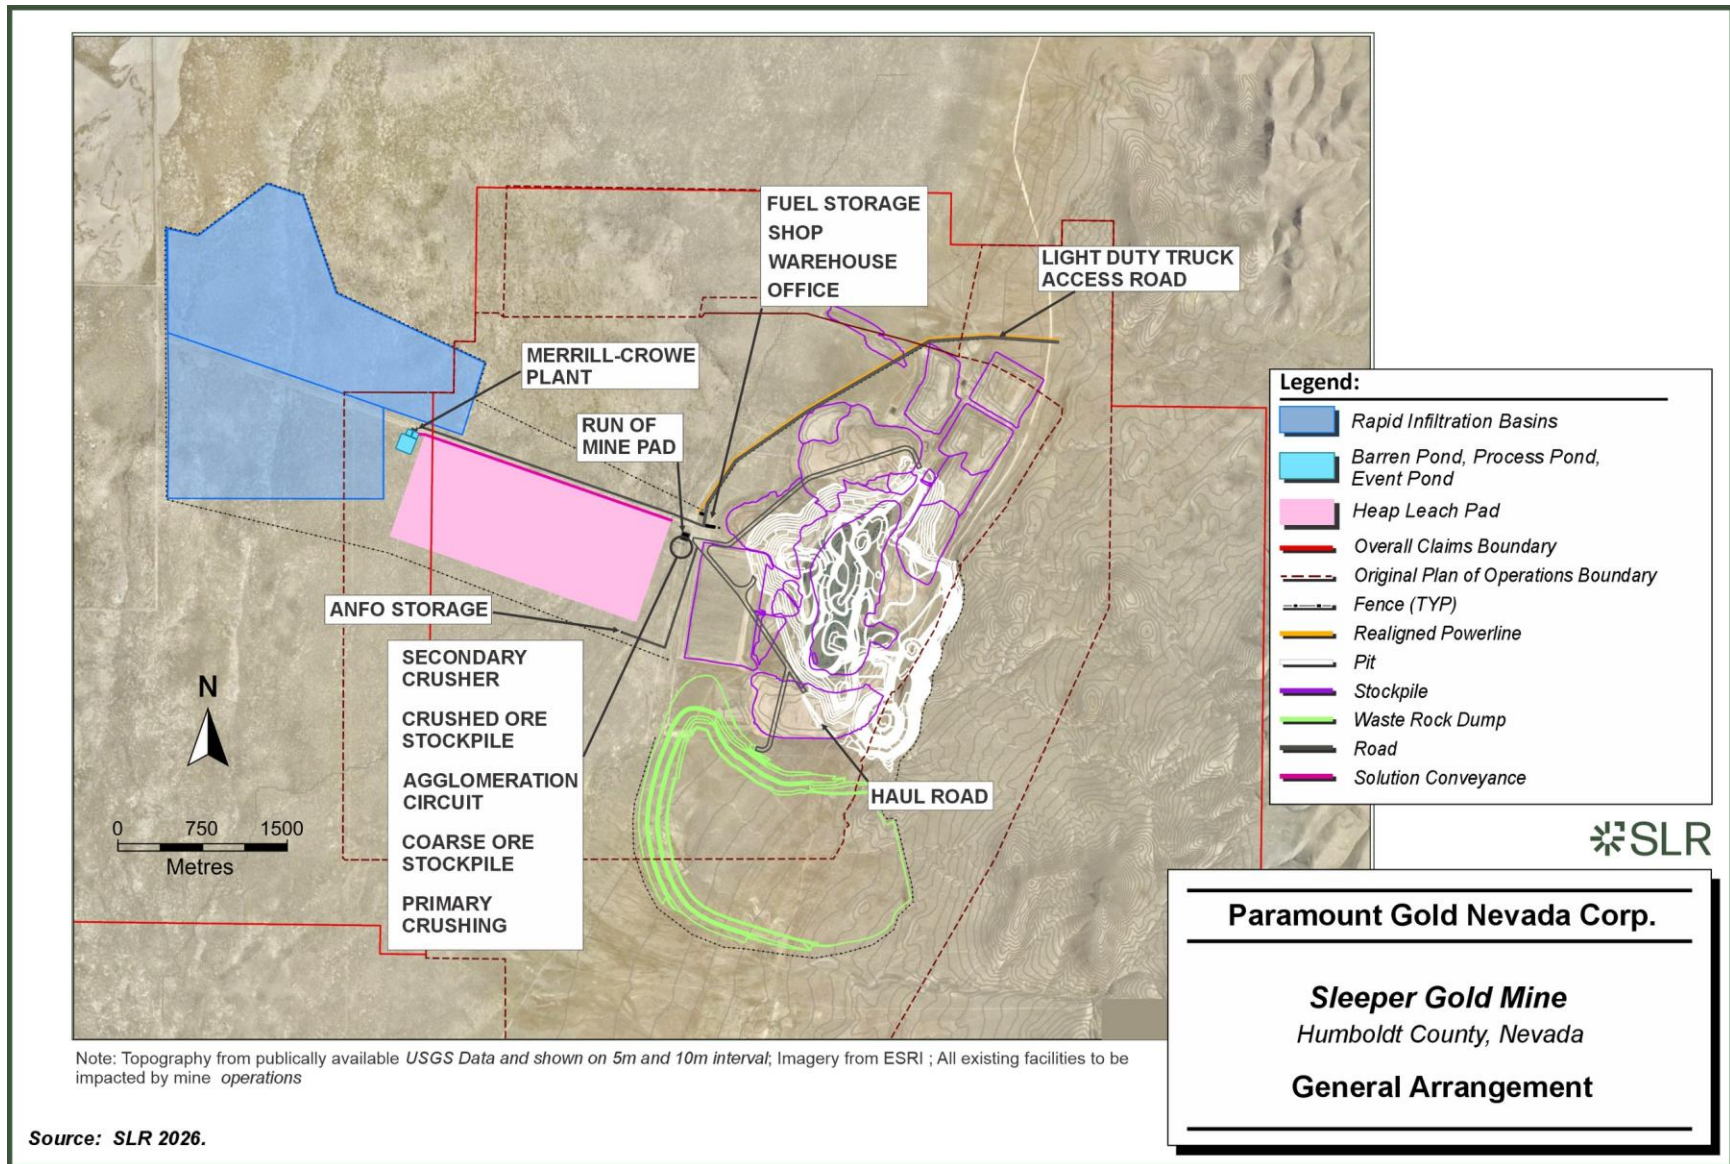 FUEL STORAGE
SHOP
WAREHOUSE
OFFICE
LIGHT DUTY TRUCK
ACCESS ROAD
MERRILL-CROWE
PLANT
RUN OF
MINE PAD
ANFO STORAGE
SECONDARY
CRUSHER
CRUSHED ORE
STOCKPILE
AGGLOMERATION
CIRCUIT
COARSE ORE
STOCKPILE
PRIMARY
CRUSHING
HAUL ROAD
N
0 750 1500
Metres
Legend:
Rapid Infiltration Basins
Barren Pond, Process Pond,
Event Pond
Heap Leach Pad
Overall Claims Boundary
Original Plan of Operations Boundary
Fence (TYP)
Realigned Powerline
Pit
Stockpile
Waste Rock Dump
Road
Solution Conveyance
SLR
Paramount Gold Nevada Corp.
Sleeper Gold Mine
Humboldt County, Nevada
General Arrangement
Note: Topography from publically available USGS Data and shown on 5m and 10m interval; Imagery from ESRI ; All existing facilities to be
impacted by mine operations
Source: SLR 2026.